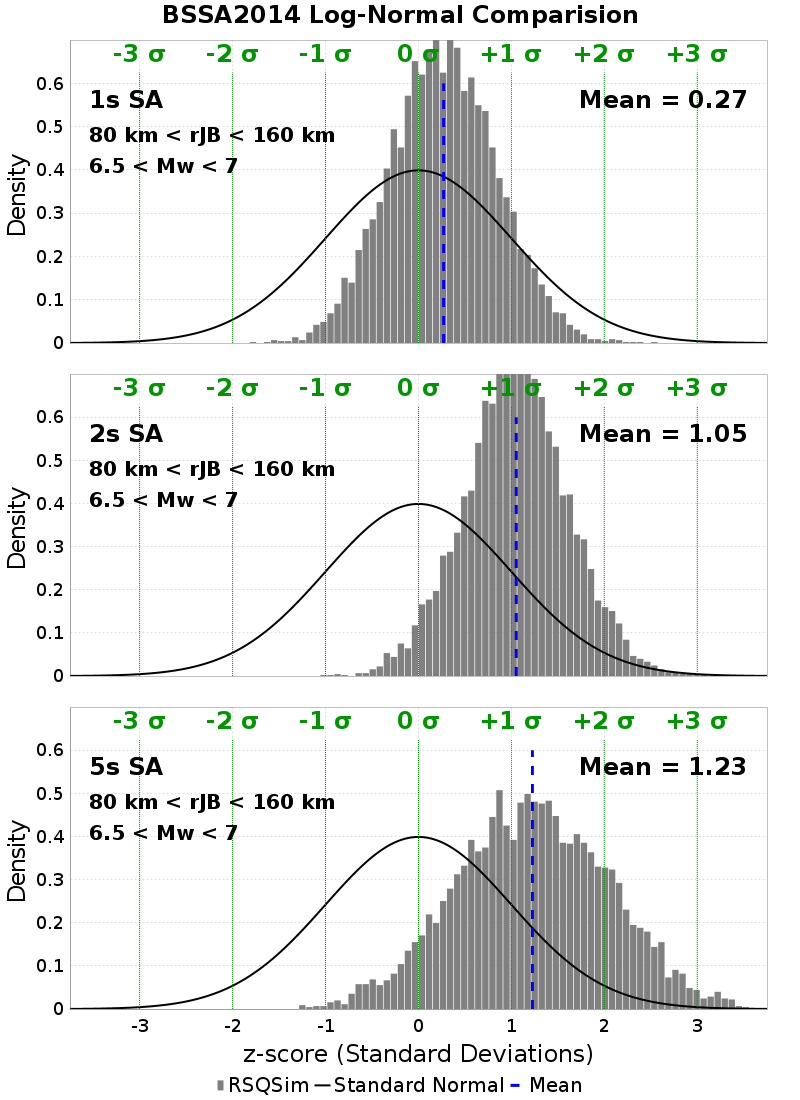 BSSA2014 Log-Normal Comparision
-3 σ -2 σ -1 σ 0 σ +1 σ +2 σ +3 σ
0.6
0.5
0.4
0.3
0.2
0.1
0
Density
1s SA
80 km < rJB < 160 km
6.5 < Mw < 7
Mean = 0.27
-3 σ -2 σ -1 σ 0 σ +1 σ +2 σ +3 σ
0.6
0.5
0.4
0.3
0.2
0.1
0
Density
2s SA
80 km < rJB < 160 km
6.5 < Mw < 7
Mean = 1.05
-3 σ -2 σ -1 σ 0 σ +1 σ +2 σ +3 σ
0.6
0.5
0.4
0.3
0.2
0.1
0
Density
5s SA
80 km < rJB < 160 km
6.5 < Mw < 7
Mean = 1.23
-3 -2 -1 0 1 2 3
z-score (Standard Deviations)
RSQSim Standard Normal Mean